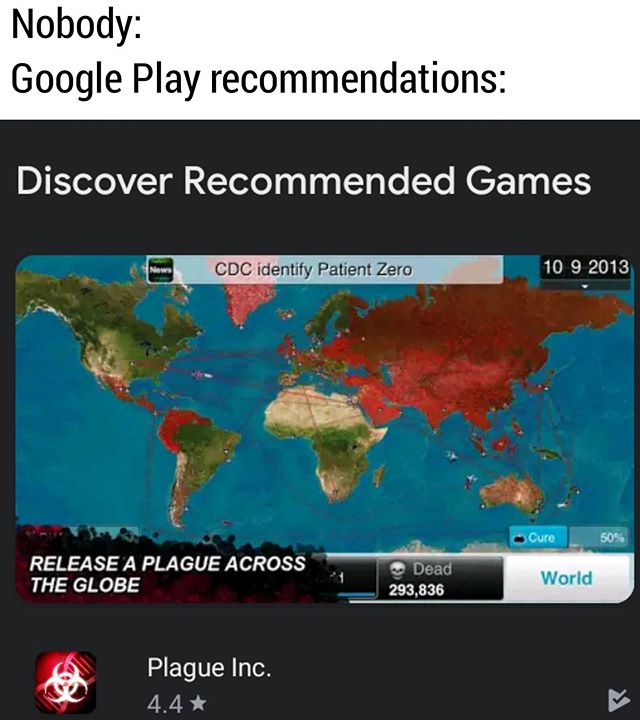 Nobody:
Google Play recommendations:
Discover Recommended Games
News
CDC identify Patient Zero
10 9 2013
Cure
50%
RELEASE A PLAGUE ACROSS
THE GLOBE
Dead
293,836
World
Plague Inc.
4.4 ★